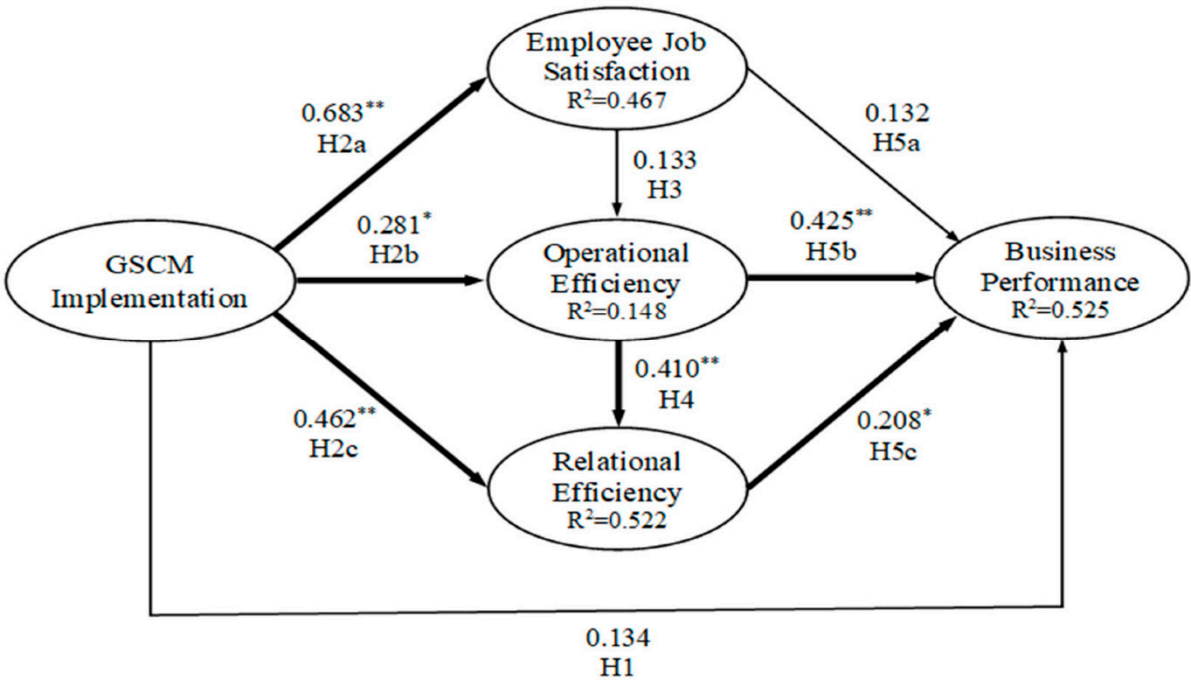 Employee Job
Satisfaction
R²=0.467
0.683**
H2a
0.132
H5a
0.133
H3
0.281*
H2b
0.425**
H5b
GSCM
Implementation
Operational
Efficiency
R²=0.148
Business
Performance
R²=0.525
0.410**
H4
0.462**
H2c
0.208*
H5c
Relational
Efficiency
R²=0.522
0.134
H1